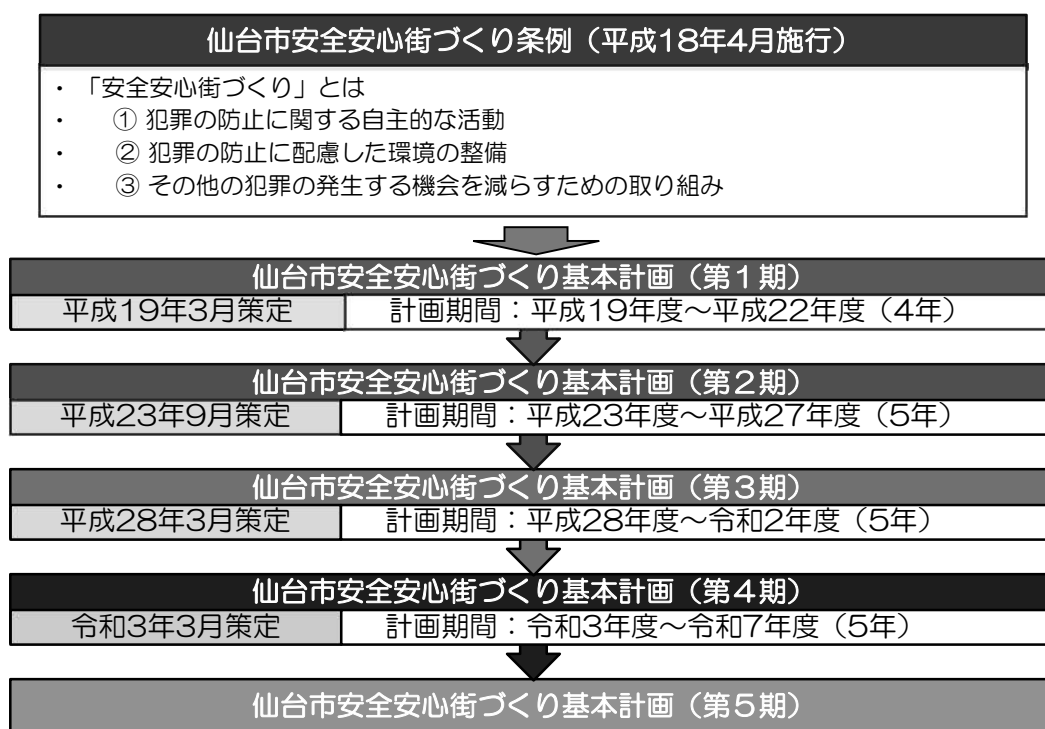 仙台市安全安心街づくり条例（平成18年4月施行）
・ 「安全安心街づくり」とは
・ ① 犯罪の防止に関する自主的な活動
・ ② 犯罪の防止に配慮した環境の整備
・ ③ その他の犯罪の発生する機会を減らすための取り組み
仙台市安全安心街づくり基本計画（第１期）
平成19年3月策定 計画期間：平成19年度～平成22年度（4年）
仙台市安全安心街づくり基本計画（第２期）
平成23年9月策定 計画期間：平成23年度～平成27年度（5年）
仙台市安全安心街づくり基本計画（第３期）
平成28年3月策定 計画期間：平成28年度～令和2年度（5年）
仙台市安全安心街づくり基本計画（第４期）
令和3年3月策定 計画期間：令和3年度～令和7年度（5年）
仙台市安全安心街づくり基本計画（第５期）